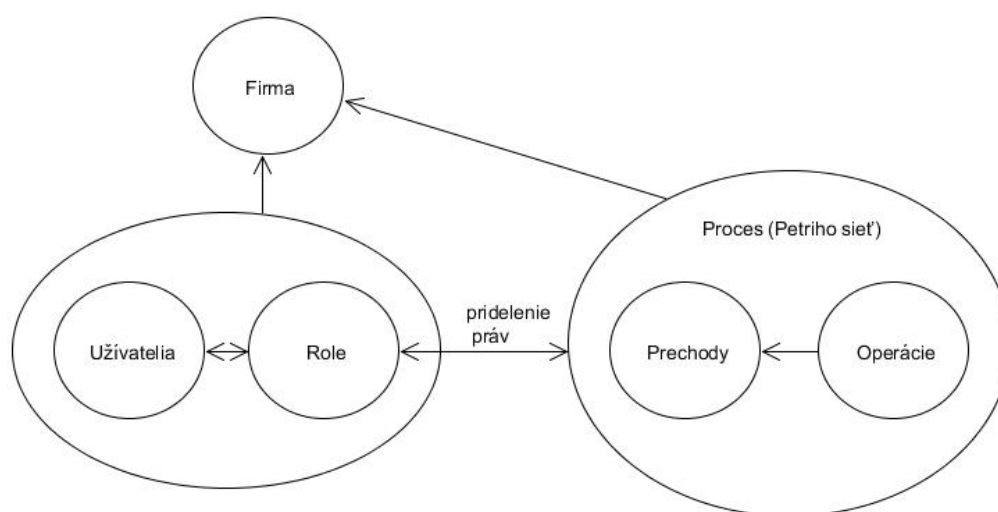 Firma
Proces (Petriho sieť)
pridelenie
práv
Užívatelia
Role
Prechody
Operácie